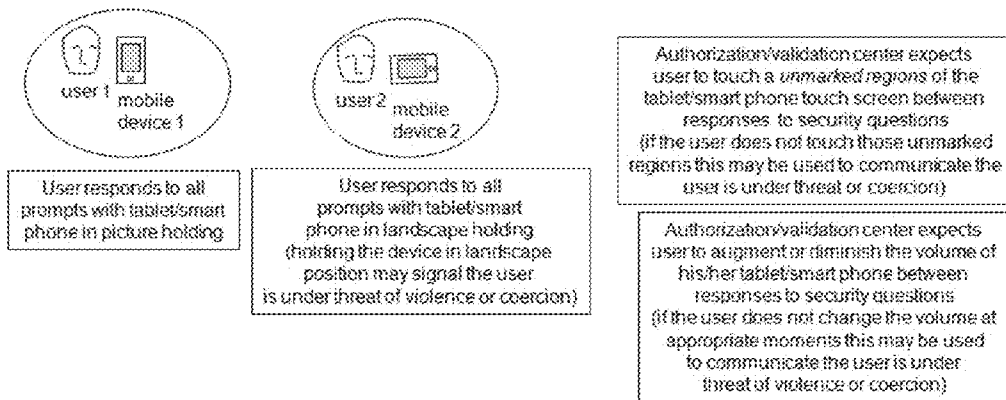 user 1
mobile
device 1
User responds to all
prompts with tablet/smart
phone in picture holding
user 2
mobile
device 2
User responds to all
prompts with tablet/smart
phone in landscape holding
(holding the device in landscape
position may signal the user
is under threat of violence or coercion)
Authorization/validation center expects
user to touch a unmarked regions of the
tablet/smart phone touch screen between
responses to security questions
(if the user does not touch those unmarked
regions this may be used to communicate the
user is under threat or coercion)
Authorization/validation center expects
user to augment or diminish the volume of
his/her tablet/smart phone between
responses to security questions
(if the user does not change the volume at
appropriate moments this may be used
to communicate the user is under
threat of violence or coercion)